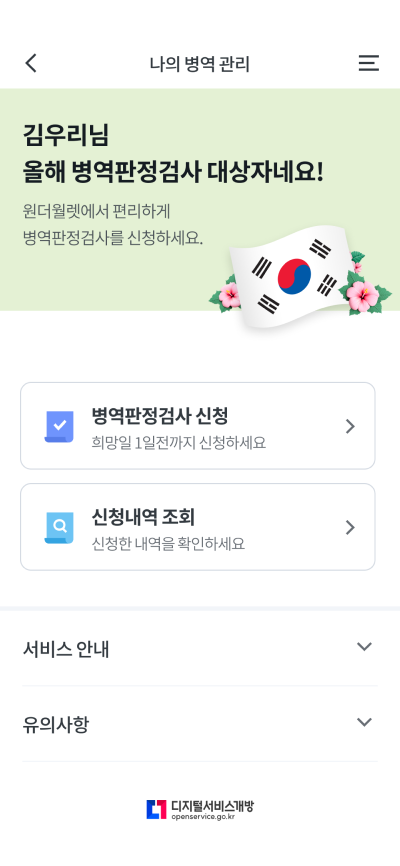 나의 병역 관리
김우리님
올해 병역판정검사 대상자네요!
원더월렛에서 편리하게
병역판정검사를 신청하세요.
병역판정검사 신청
희망일 1일전까지 신청하세요
신청내역 조회
신청한 내역을 확인하세요
서비스 안내
유의사항
디지털서비스개방
openservice.go.kr